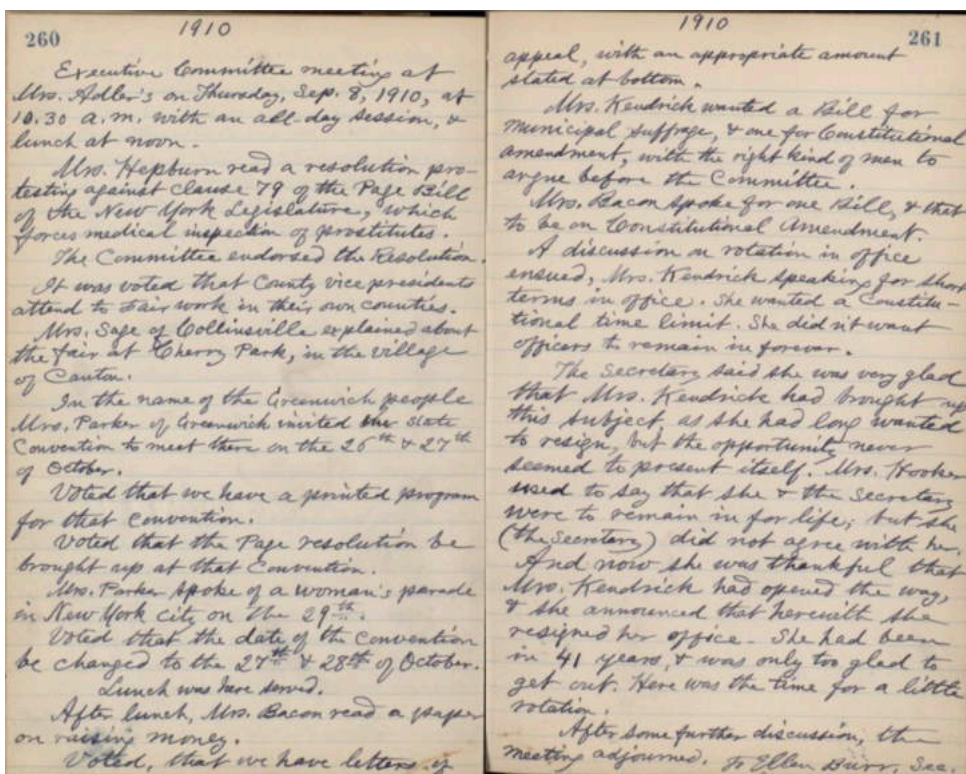 260
1910
Executive Committee meeting at
Mrs. Adler's on Thursday, Sep. 8, 1910, at
10.30 a.m. with an all-day session, &
lunch at noon.
Mrs. Hepburn read a resolution pro-
testing against clause 79 of the Page Bill
of the New York Legislature, which
forces medical inspection of prostitutes.
The Committee endorsed the Resolution.
It was voted that County vice presidents
attend to Fair work in their own counties.
Mrs. Sage of Collinsville explained about
the fair at Cherry Park, in the village
of Canton.
In the name of the Greenwich people
Mrs. Parker of Greenwich invited the State
Convention to meet there on the 26th & 27th
of October.
Voted that we have a printed program
for that Convention.
Voted that the Page resolution be
brought up at that Convention.
Mrs. Parker spoke of a woman's parade
in New York city on the 29th.
Voted that the date of the Convention
be changed to the 27th & 28th of October.
Lunch was here served.
After lunch, Mrs. Bacon read a paper
on raising money.
Voted, that we have letters of
1910
261
appeal, with an appropriate amount
stated at bottom.
Mrs. Kendrick wanted a Bill for
Municipal Suffrage, & one for Constitutional
amendment, with the right kind of men to
argue before the Committee.
Mrs. Bacon spoke for one Bill, & that
to be on Constitutional Amendment.
A discussion on rotation in office
ensued, Mrs. Kendrick speaking for short
terms in office. She wanted a Constitu-
tional time limit. She didn't want
officers to remain in forever.
The Secretary said she was very glad
that Mrs. Kendrick had brought up
this subject, as she had long wanted
to resign, but the opportunity never
seemed to present itself. Mrs. Hooker
used to say that she & the Secretary
were to remain in for life; but she
(the Secretary) did not agree with her.
And now she was thankful that
Mrs. Kendrick had opened the way,
& she announced that herewith she
resigned her office - She had been
in 41 years, & was only too glad to
get out. Here was the time for a little
rotation.
After some further discussion, the
meeting adjourned. Ellen Burr, Sec.